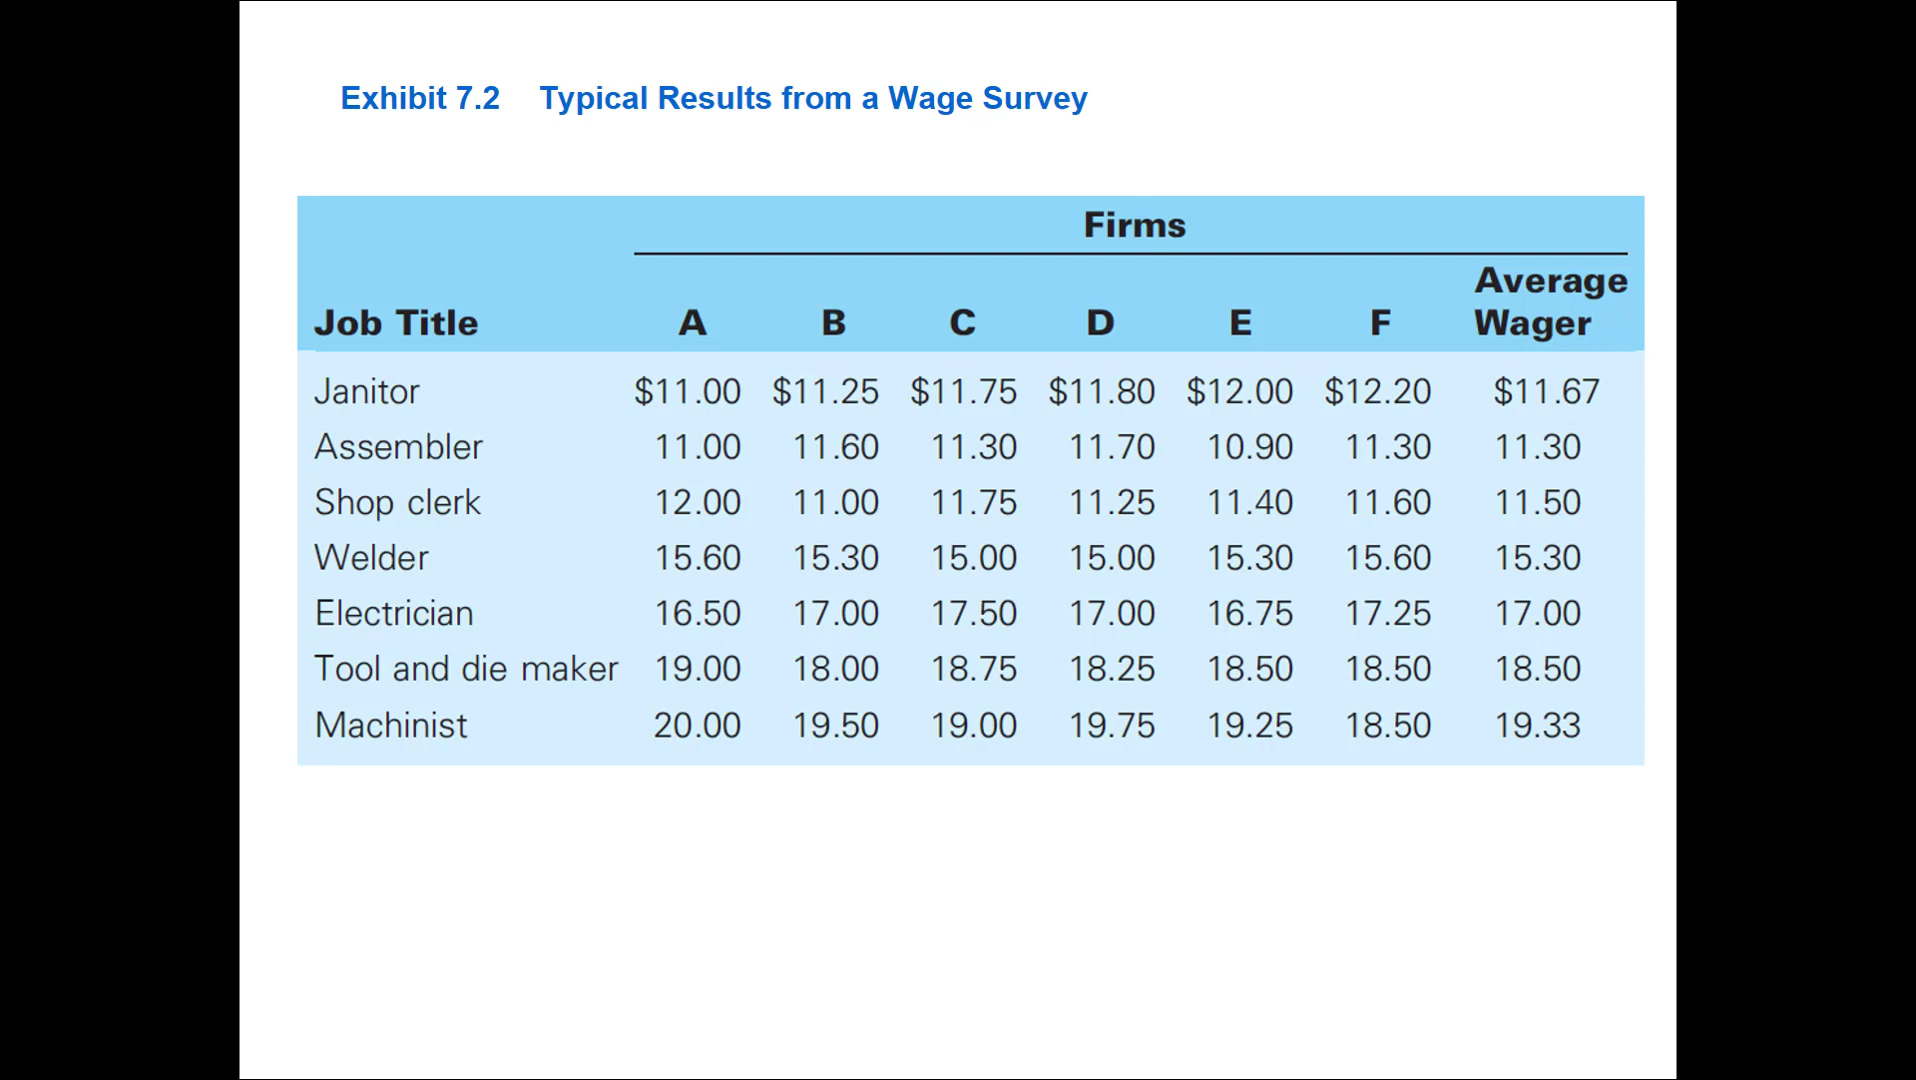 Exhibit 7.2 Typical Results from a Wage Survey
Firms
Average
Job Title A B C D E F Wager
Janitor $11.00 $11.25 $11.75 $11.80 $12.00 $12.20 $11.67
Assembler 11.00 11.60 11.30 11.70 10.90 11.30 11.30
Shop clerk 12.00 11.00 11.75 11.25 11.40 11.60 11.50
Welder 15.60 15.30 15.00 15.00 15.30 15.60 15.30
Electrician 16.50 17.00 17.50 17.00 16.75 17.25 17.00
Tool and die maker 19.00 18.00 18.75 18.25 18.50 18.50 18.50
Machinist 20.00 19.50 19.00 19.75 19.25 18.50 19.33